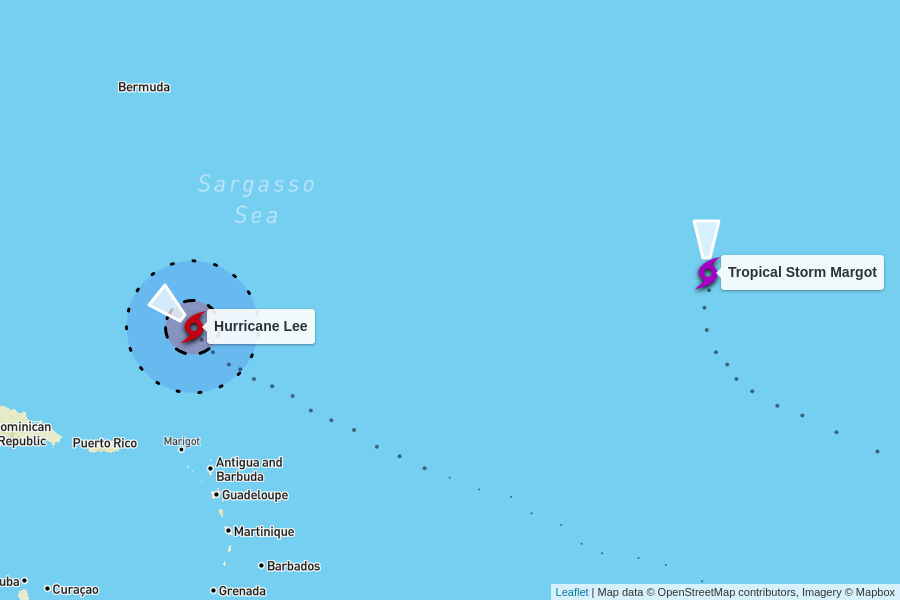 Bermuda
Sargasso
Sea
Tropical Storm Margot
Hurricane Lee
ominican
Republic
Puerto Rico
Marigot
Antigua and
Barbuda
Guadeloupe
Martinique
Barbados
uba
Curaçao
Grenada
Leaflet | Map data © OpenStreetMap contributors, Imagery © Mapbox